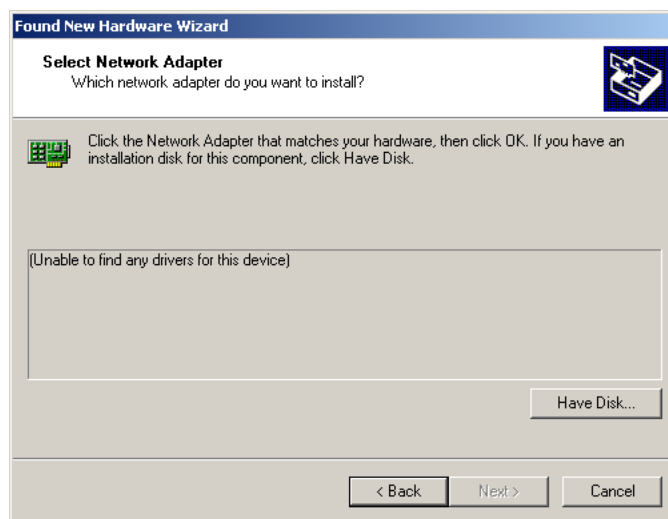 Found New Hardware Wizard
Select Network Adapter
Which network adapter do you want to install?
Click the Network Adapter that matches your hardware, then click OK. If you have an
installation disk for this component, click Have Disk.
(Unable to find any drivers for this device)
Have Disk...
< Back
Next >
Cancel